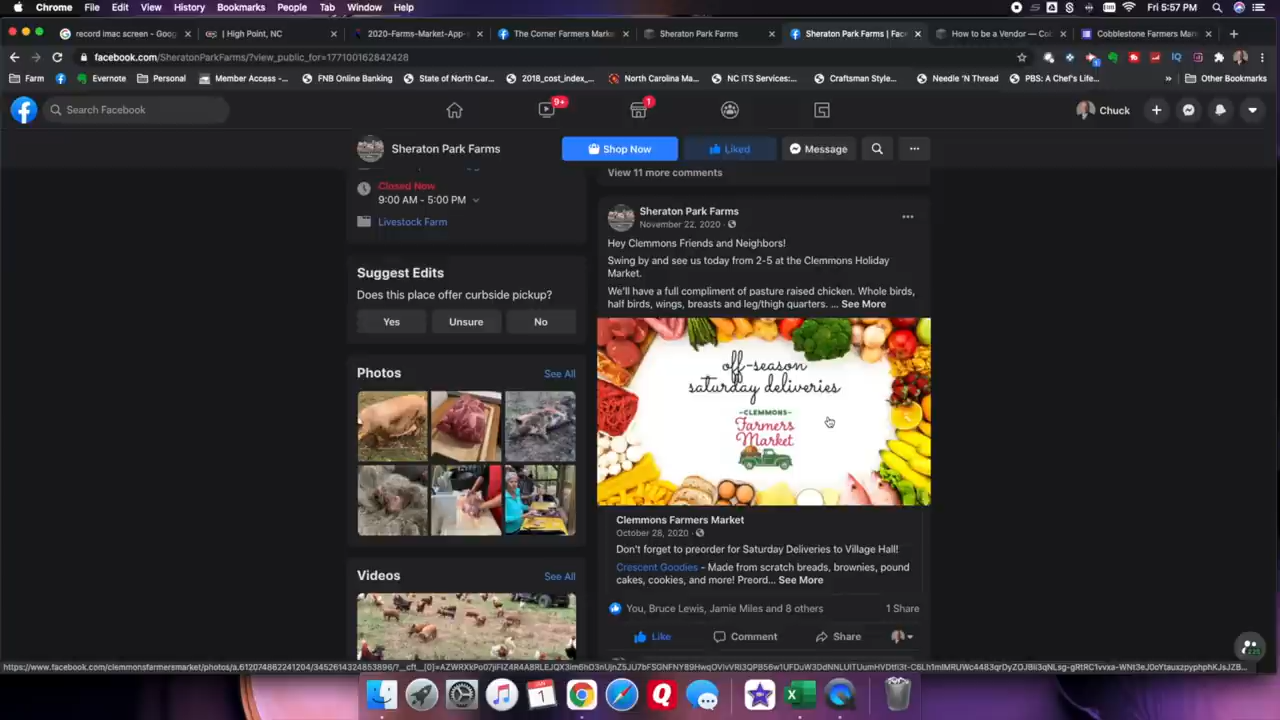 Chrome File Edit View History Bookmarks People Tab Window Help
Fri 5:57 PM
record imac screen - Goog
| High Point, NC
2020-Farms-Market-App-
The Corner Farmers Mark
Sheraton Park Farms
Sheraton Park Farms | Fac
How to be a Vendor — Cob
Cobblestone Farmers Mar
facebook.com/SheratonParkFarms/?view_public_for=177100162842428
Farm
Evernote
Personal
Member Access -...
FNB Online Banking
State of North Car...
2018_cost_index_...
North Carolina Ma...
NC ITS Services:...
Craftsman Style...
Needle 'N Thread
PBS: A Chef's Life...
Other Bookmarks
Search Facebook
9+
1
Chuck
Sheraton Park Farms
Shop Now
Liked
Message
View 11 more comments
Closed Now
9:00 AM - 5:00 PM
Livestock Farm
Suggest Edits
Does this place offer curbside pickup?
Yes
Unsure
No
Photos
See All
Videos
See All
Sheraton Park Farms
November 22, 2020 ·
Hey Clemmons Friends and Neighbors!
Swing by and see us today from 2-5 at the Clemmons Holiday
Market.
We'll have a full compliment of pasture raised chicken. Whole birds,
half birds, wings, breasts and leg/thigh quarters. ... See More
off-season
saturday deliveries
CLEMMONS
Farmers
Market
Clemmons Farmers Market
October 28, 2020 ·
Don't forget to preorder for Saturday Deliveries to Village Hall!
Crescent Goodies - Made from scratch breads, brownies, pound
cakes, cookies, and more! Preord... See More
You, Bruce Lewis, Jamie Miles and 8 others
1 Share
Like
Comment
Share